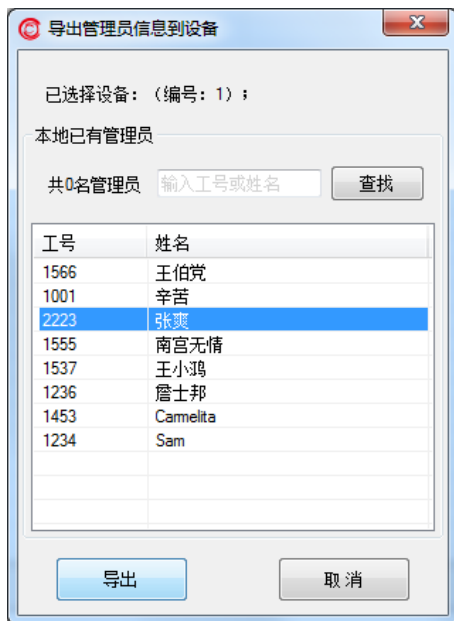 导出管理员信息到设备
已选择设备：（编号：1）；
本地已有管理员
共0名管理员 输入工号或姓名 查找
工号 姓名
1566 王伯党
1001 辛苦
2223 张爽
1555 南宫无情
1537 王小鸿
1236 詹士邦
1453 Carmelita
1234 Sam
导出 取消